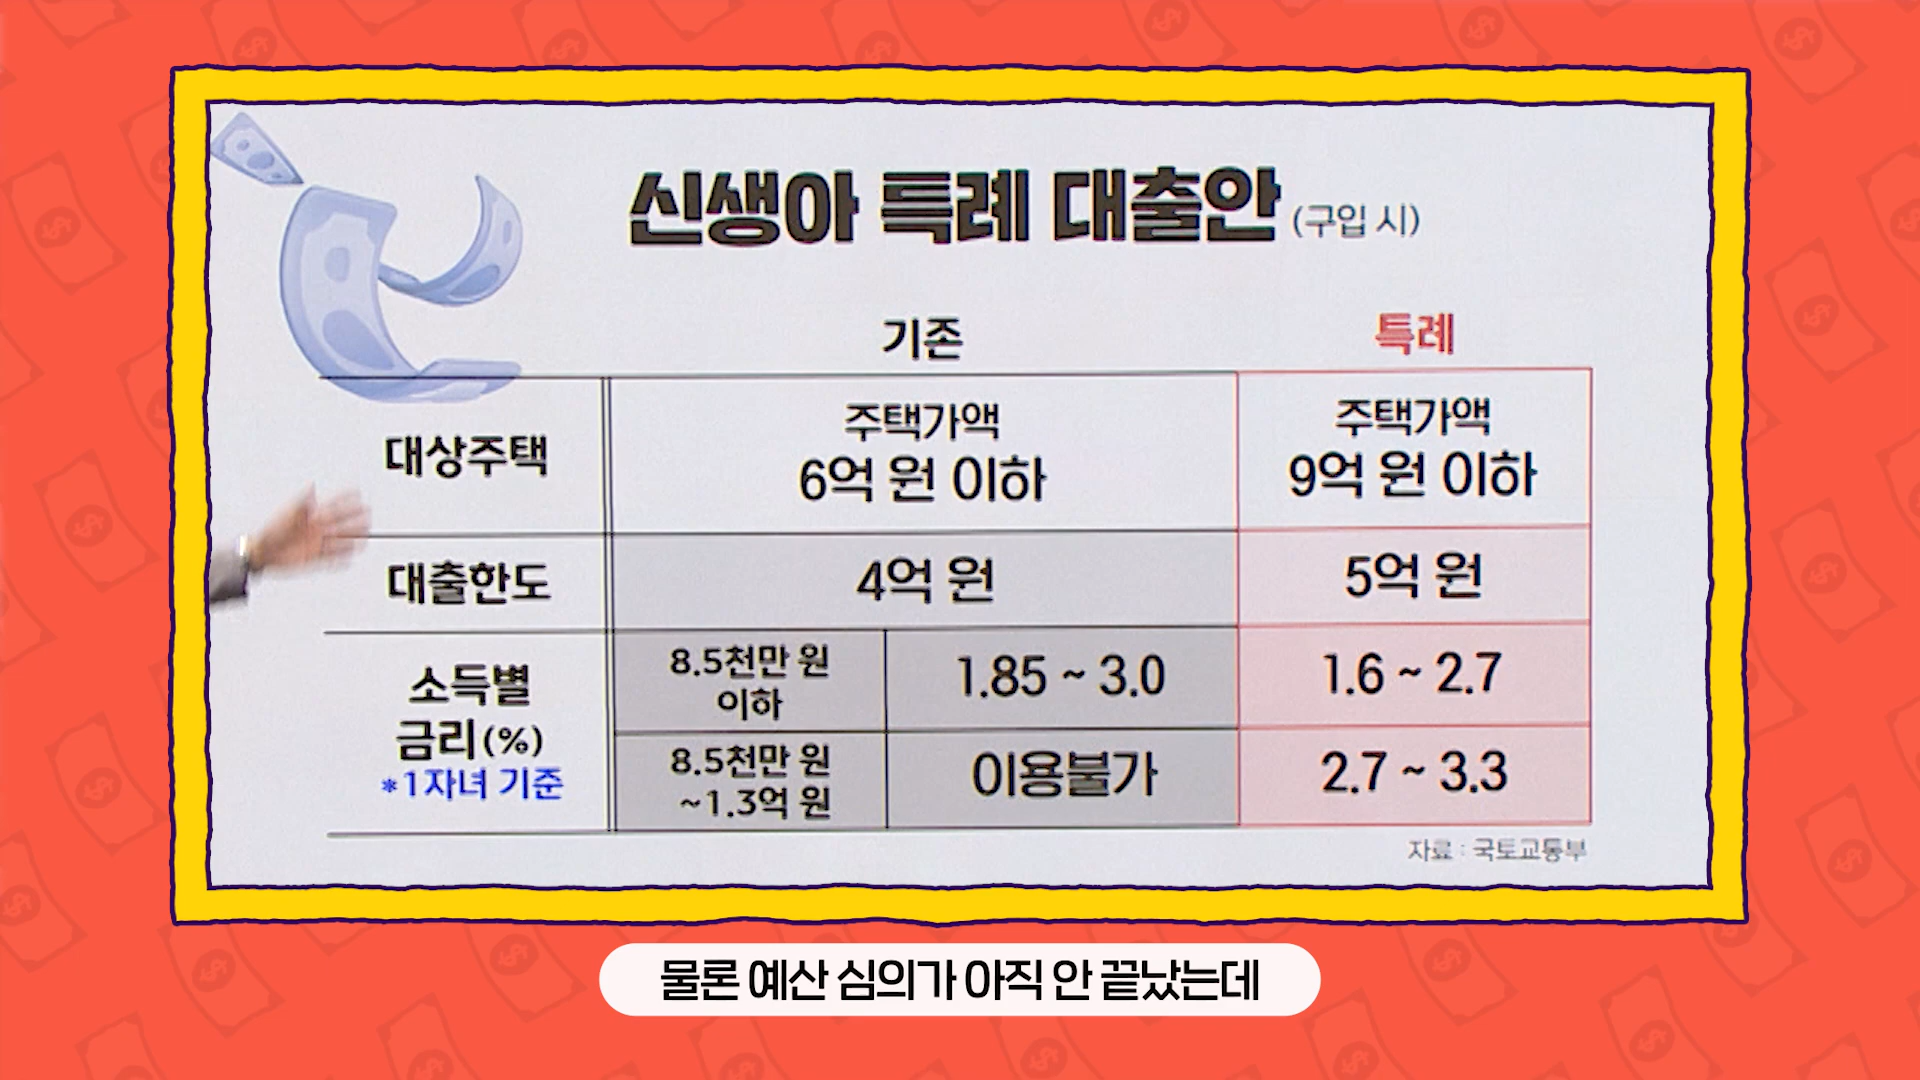 신생아 특례 대출안 (구입 시)
기존 특례
대상주택
주택가액
6억 원 이하
주택가액
9억 원 이하
대출한도 4억 원 5억 원
소득별
금리(%)
*1자녀 기준
8.5천만 원
이하
1.85 ~ 3.0
1.6 ~ 2.7
8.5천만 원
~1.3억 원
이용불가
2.7 ~ 3.3
자료 : 국토교통부
물론 예산 심의가 아직 안 끝났는데